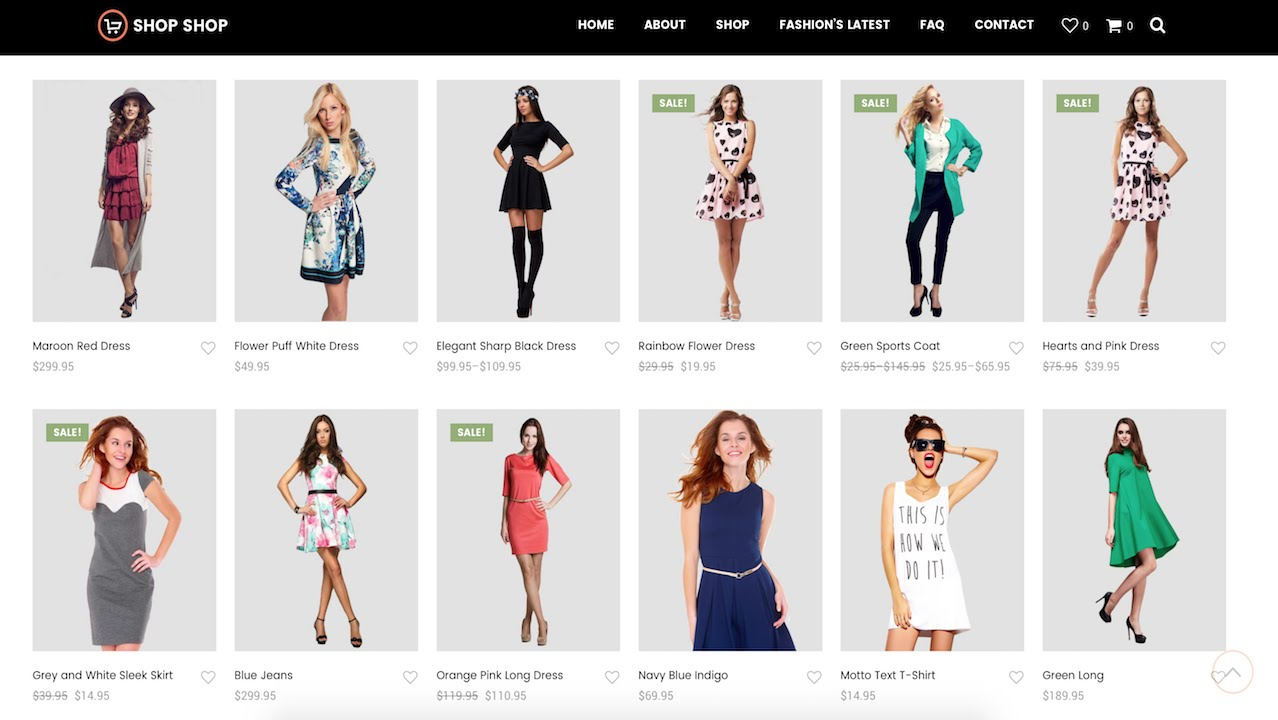 SHOP SHOP
HOME ABOUT SHOP FASHION'S LATEST FAQ CONTACT 0 0
SALE! SALE! SALE!
Maroon Red Dress Flower Puff White Dress Elegant Sharp Black Dress Rainbow Flower Dress Green Sports Coat Hearts and Pink Dress
$299.95 $49.95 $99.95–$109.95 $29.95 $19.95 $25.95–$145.95 $25.95–$65.95 $75.95 $39.95
SALE! SALE!
THIS IS
HOW WE
DO IT!
Grey and White Sleek Skirt Blue Jeans Orange Pink Long Dress Navy Blue Indigo Motto Text T-Shirt Green Long
$39.95 $14.95 $299.95 $119.95 $110.95 $69.95 $14.95 $189.95